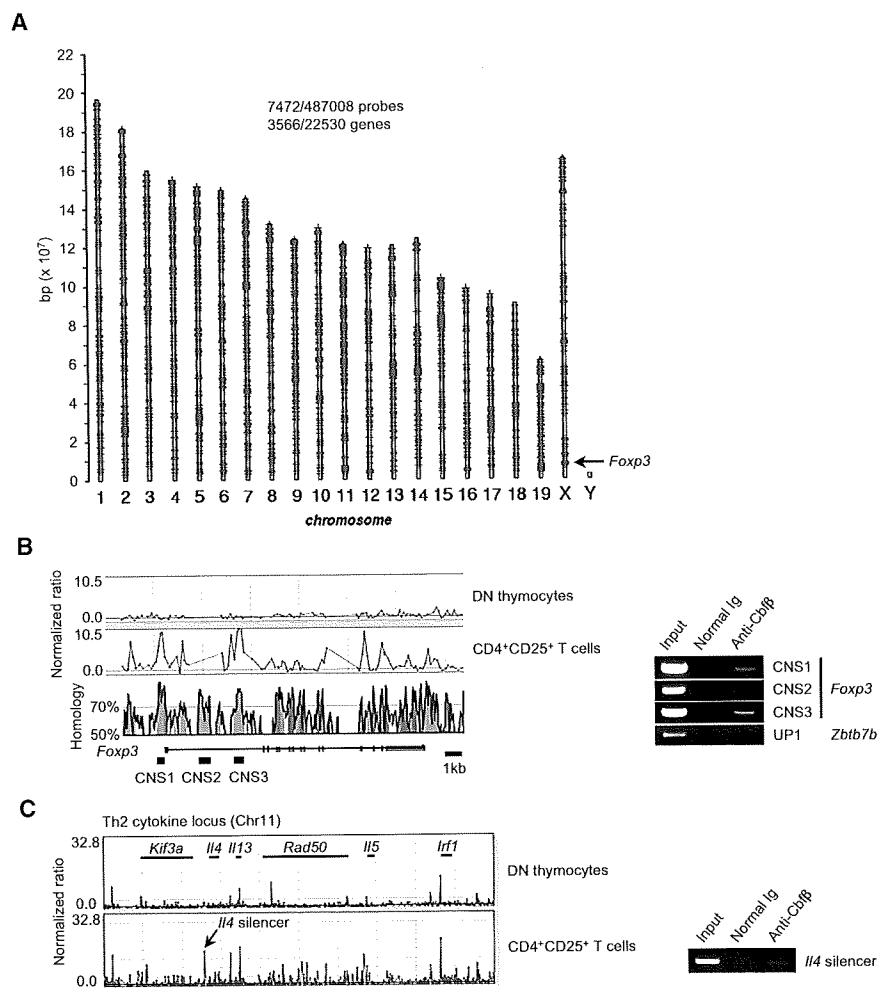 A
22
20
18
16
14
12
10
8
6
4
2
0
bp (x 10⁷)
7472/487008 probes
3566/22530 genes
Foxp3
1 2 3 4 5 6 7 8 9 10 11 12 13 14 15 16 17 18 19 X Y
chromosome
B
Normalized ratio
10.5
0.0
DN thymocytes
10.5
0.0
CD4⁺CD25⁺ T cells
Homology
70%
50%
Foxp3
CNS1 CNS2 CNS3
1kb
Input Normal Ig Anti-Cbfβ
CNS1
CNS2
CNS3
Foxp3
UP1 Zbtb7b
C
Th2 cytokine locus (Chr11)
Normalized ratio
32.8
0.0
Kif3a Il4 Il13 Rad50 Il5 Irf1
DN thymocytes
32.8
0.0
Il4 silencer
CD4⁺CD25⁺ T cells
Input Normal Ig Anti-Cbfβ
Il4 silencer